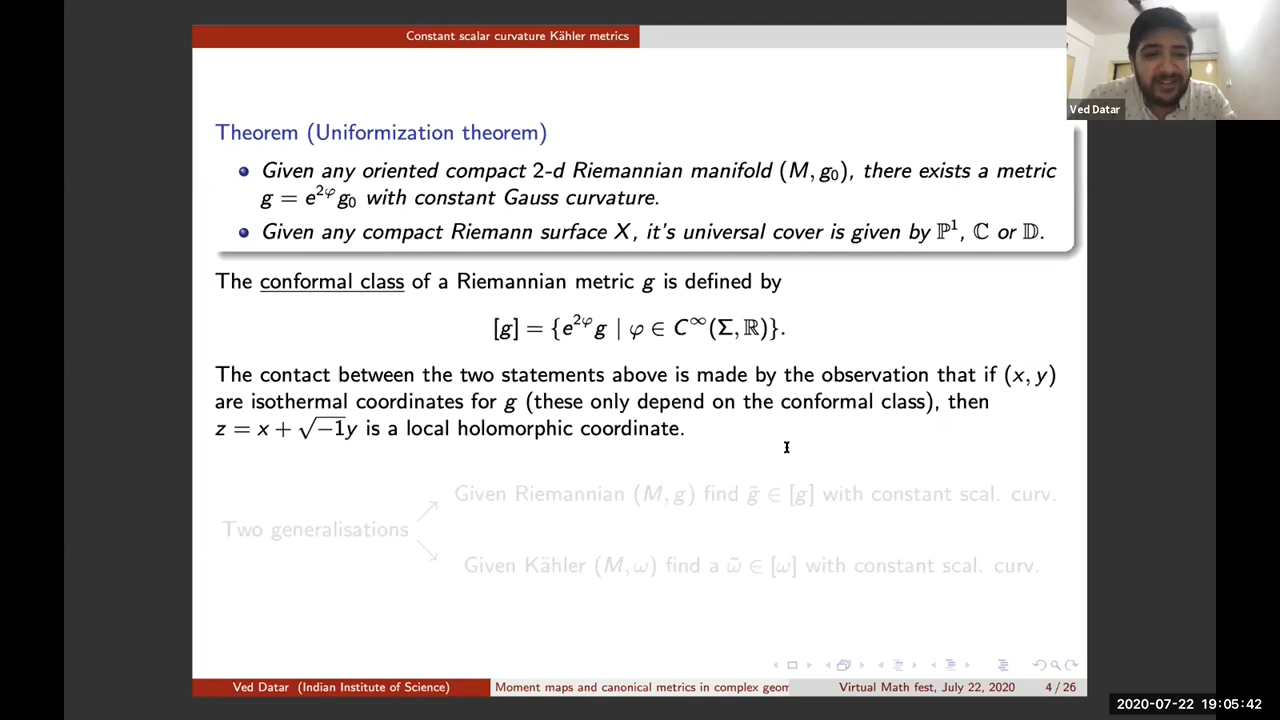 Constant scalar curvature Kähler metrics
Ved Datar
Theorem (Uniformization theorem)
Given any oriented compact 2-d Riemannian manifold (M, g₀), there exists a metric
g = e^{2φ} g₀ with constant Gauss curvature.
Given any compact Riemann surface X, it's universal cover is given by ℙ¹, ℂ or 𝔻.
The conformal class of a Riemannian metric g is defined by
[g] = {e^{2φ} g | φ ∈ C^∞(Σ, ℝ)}.
The contact between the two statements above is made by the observation that if (x, y)
are isothermal coordinates for g (these only depend on the conformal class), then
z = x + √−1y is a local holomorphic coordinate.
Given Riemannian (M, g) find g̃ ∈ [g] with constant scal. curv.
Two generalisations
Given Kähler (M, ω) find a ω̃ ∈ [ω] with constant scal. curv.
Ved Datar (Indian Institute of Science) Moment maps and canonical metrics in complex geom Virtual Math fest, July 22, 2020 4 / 26
2020-07-22 19:05:42